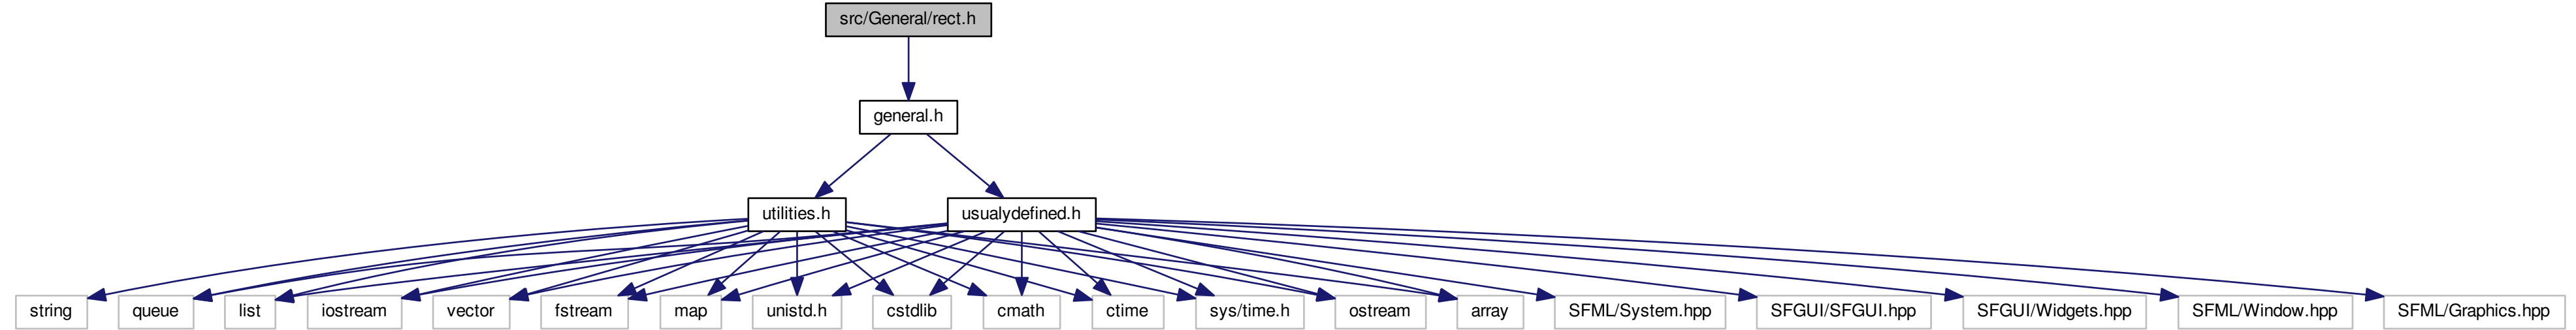 src/General/rect.h
general.h
utilities.h
usualydefined.h
string
queue
list
iostream
vector
fstream
map
unistd.h
cstdlib
cmath
ctime
sys/time.h
ostream
array
SFML/System.hpp
SFGUI/SFGUI.hpp
SFGUI/Widgets.hpp
SFML/Window.hpp
SFML/Graphics.hpp